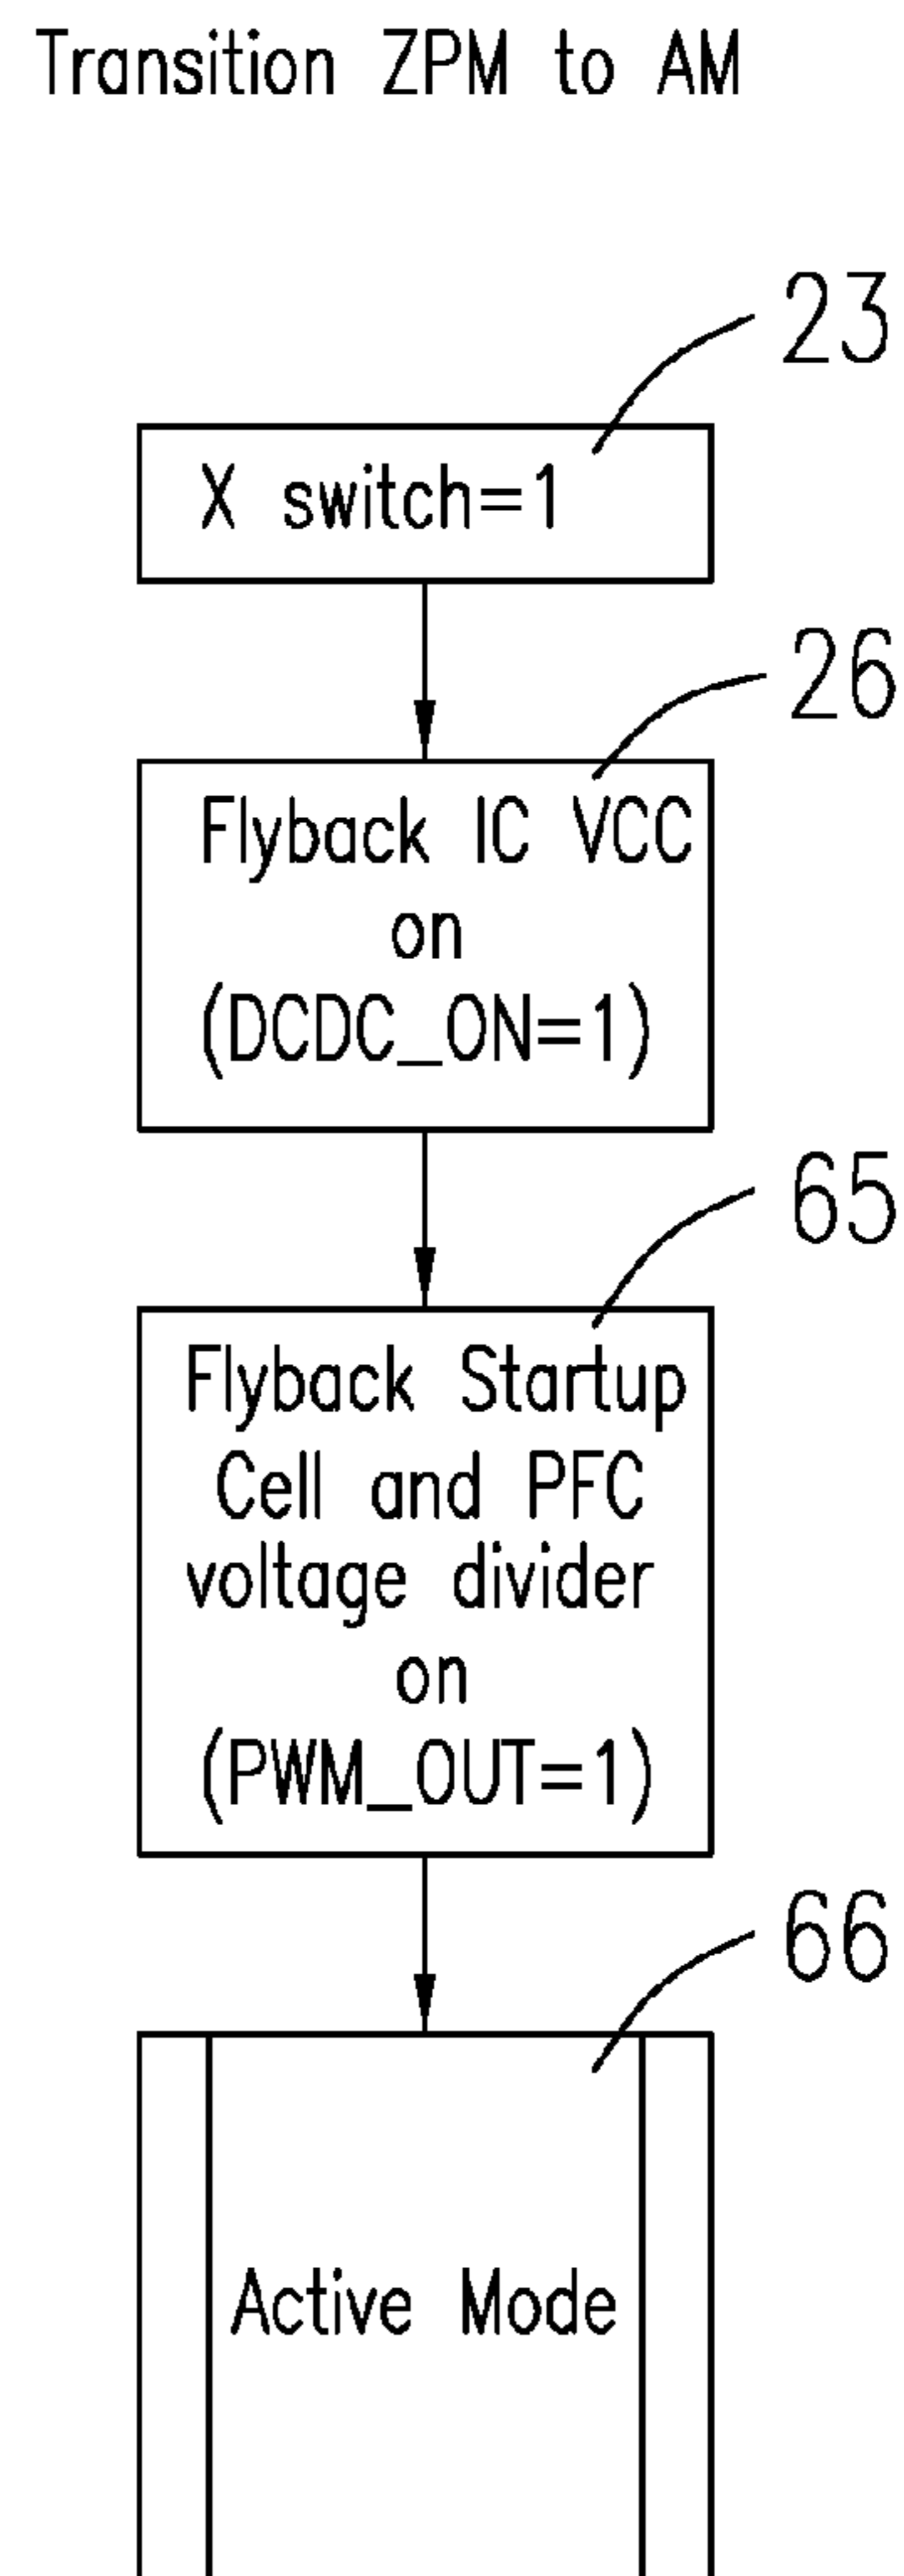 Transition ZPM to AM
23
X switch=1
26
Flyback IC VCC
on
(DCDC_ON=1)
65
Flyback Startup
Cell and PFC
voltage divider
on
(PWM_OUT=1)
66
Active Mode